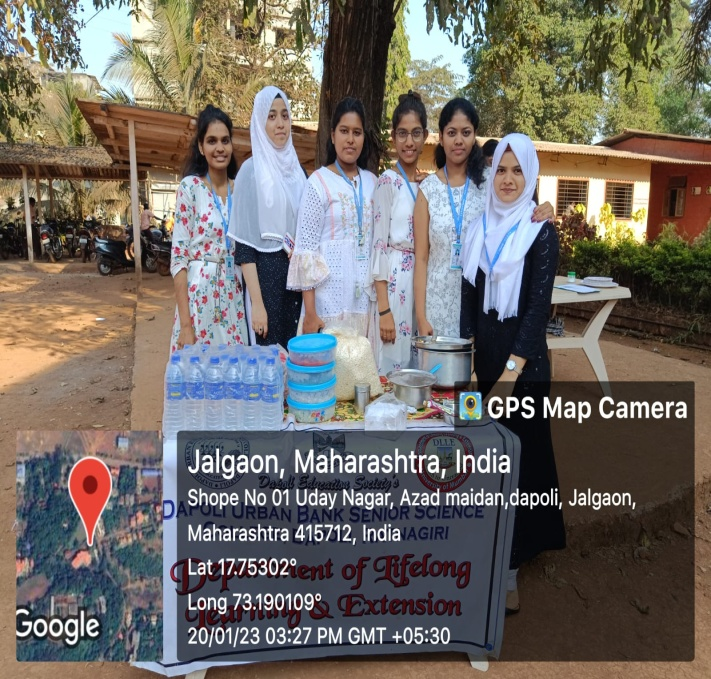 GPS Map Camera
Jalgaon, Maharashtra, India
Shope No 01 Uday Nagar, Azad maidan,dapoli, Jalgaon,
Maharashtra 415712, India
Lat 17.75302°
Long 73.190109°
20/01/23 03:27 PM GMT +05:30
Google
DLLE
Dapoli Education Society's
DAPOLI URBAN BANK SENIOR SCIENCE
Department of Lifelong
Learning & Extension